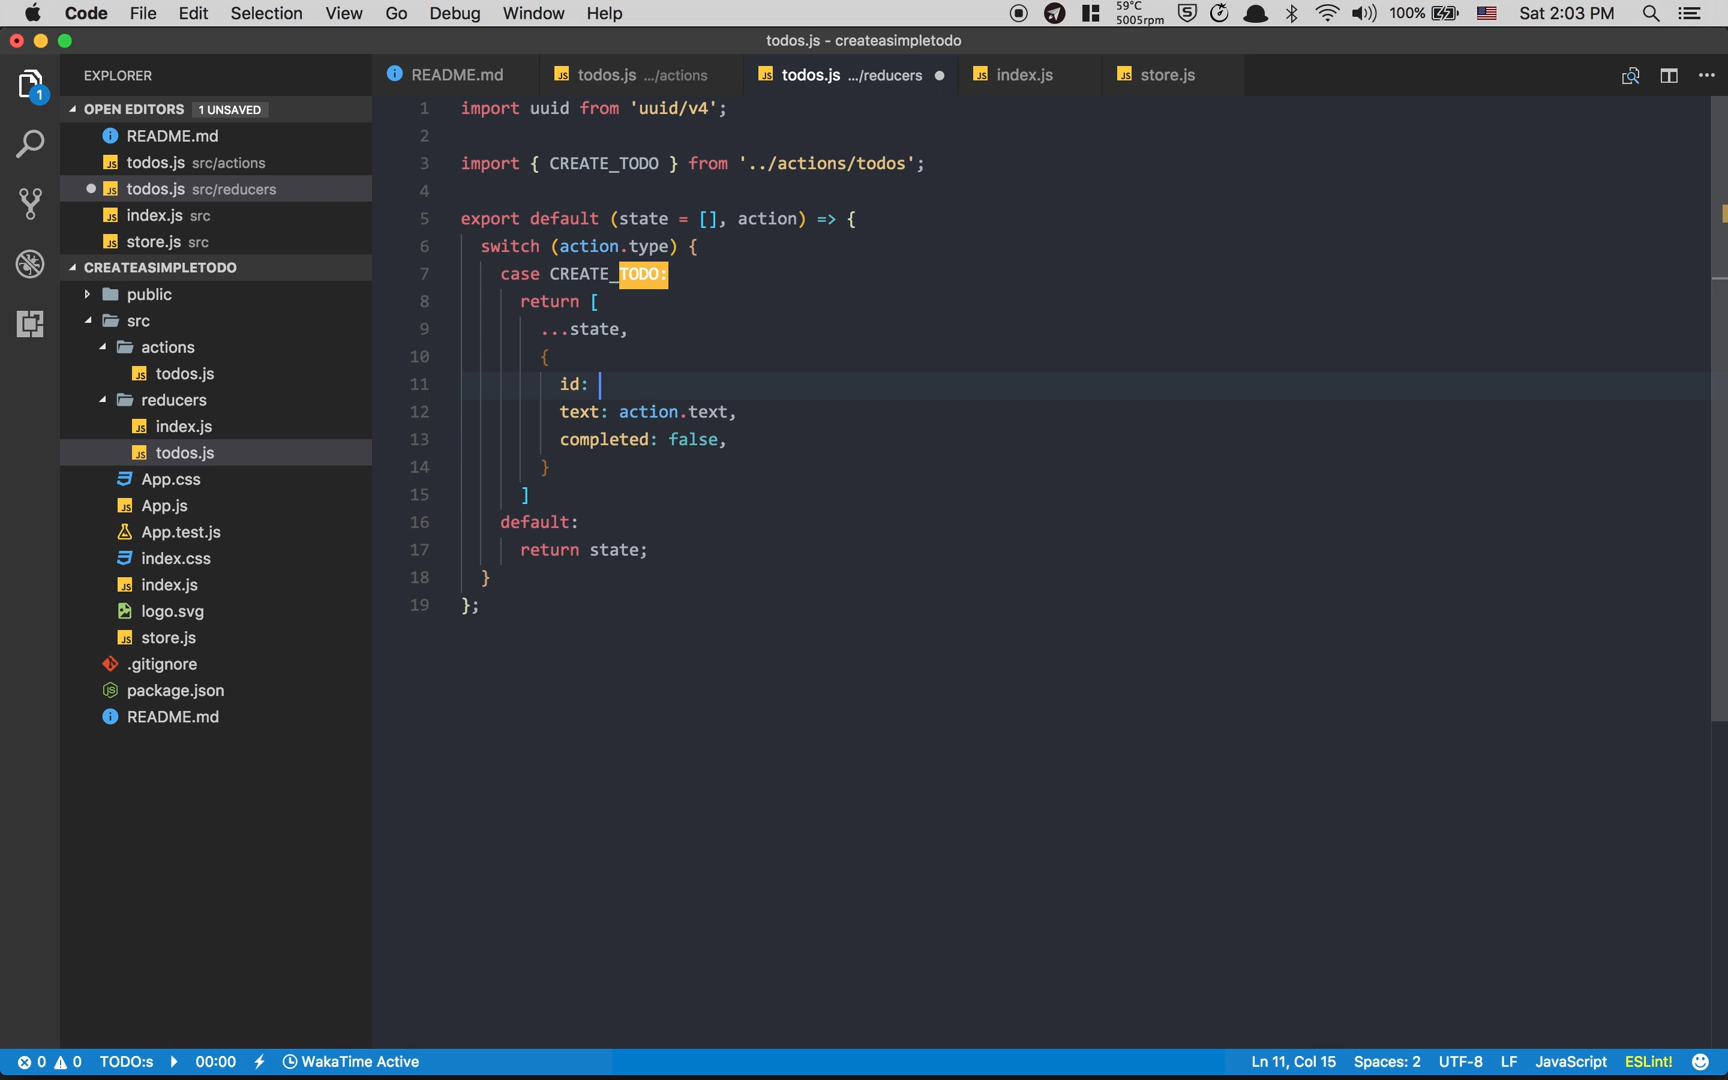 Code File Edit Selection View Go Debug Window Help 59°C 5005rpm 100% Sat 2:03 PM
todos.js - createasimpletodo
EXPLORER
OPEN EDITORS 1 UNSAVED
README.md
todos.js src/actions
todos.js src/reducers
index.js src
store.js src
CREATEASIMPLETODO
public
src
actions
todos.js
reducers
index.js
todos.js
App.css
App.js
App.test.js
index.css
index.js
logo.svg
store.js
.gitignore
package.json
README.md
README.md todos.js .../actions todos.js .../reducers index.js store.js
1 import uuid from 'uuid/v4';
2
3 import { CREATE_TODO } from '../actions/todos';
4
5 export default (state = [], action) => {
6 switch (action.type) {
7 case CREATE_TODO:
8 return [
9 ...state,
10 {
11 id:
12 text: action.text,
13 completed: false,
14 }
15 ]
16 default:
17 return state;
18 }
19 };
0 0 TODO:s 00:00 WakaTime Active Ln 11, Col 15 Spaces: 2 UTF-8 LF JavaScript ESLint!